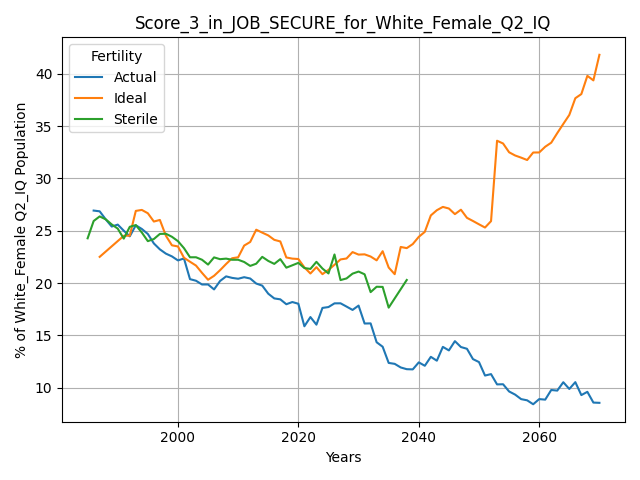 Score_3_in_JOB_SECURE_for_White_Female_Q2_IQ
Fertility
Actual
Ideal
Sterile
% of White_Female Q2_IQ Population
40
35
30
25
20
15
10
2000
2020
2040
2060
Years